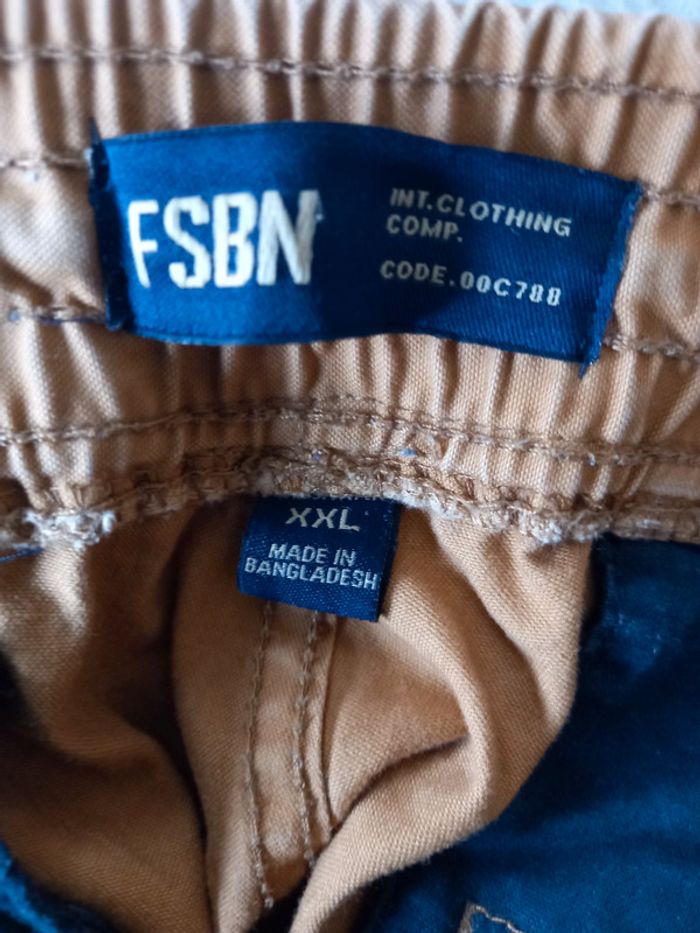 FSBN
INT.CLOTHING
COMP.
CODE.00C788
XXL
MADE IN
BANGLADESH